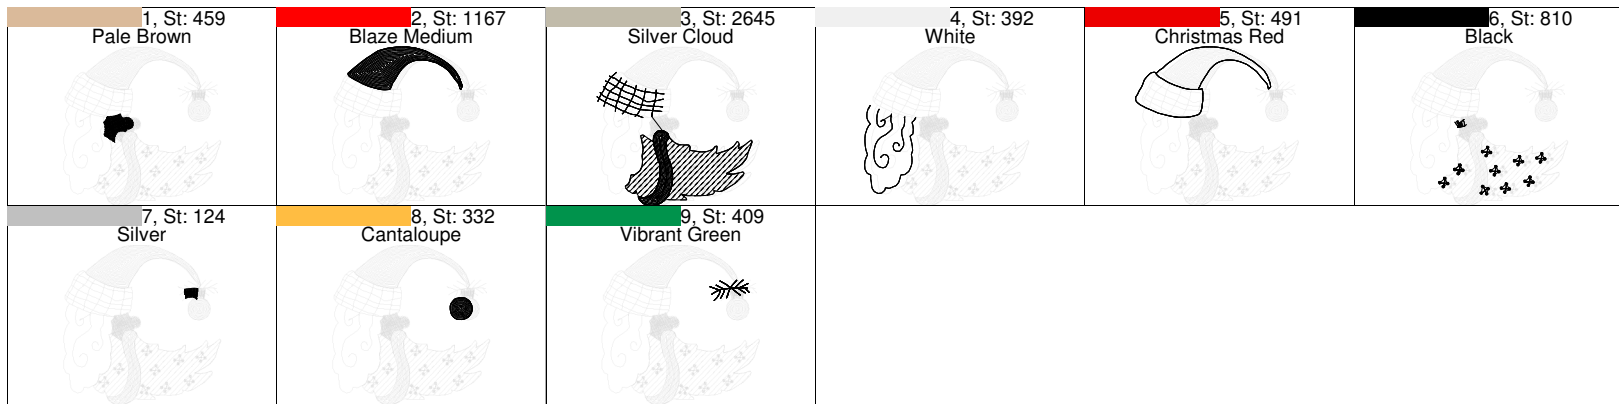 1, St: 459
Pale Brown
2, St: 1167
Blaze Medium
3, St: 2645
Silver Cloud
4, St: 392
White
5, St: 491
Christmas Red
6, St: 810
Black
7, St: 124
Silver
8, St: 332
Cantaloupe
9, St: 409
Vibrant Green